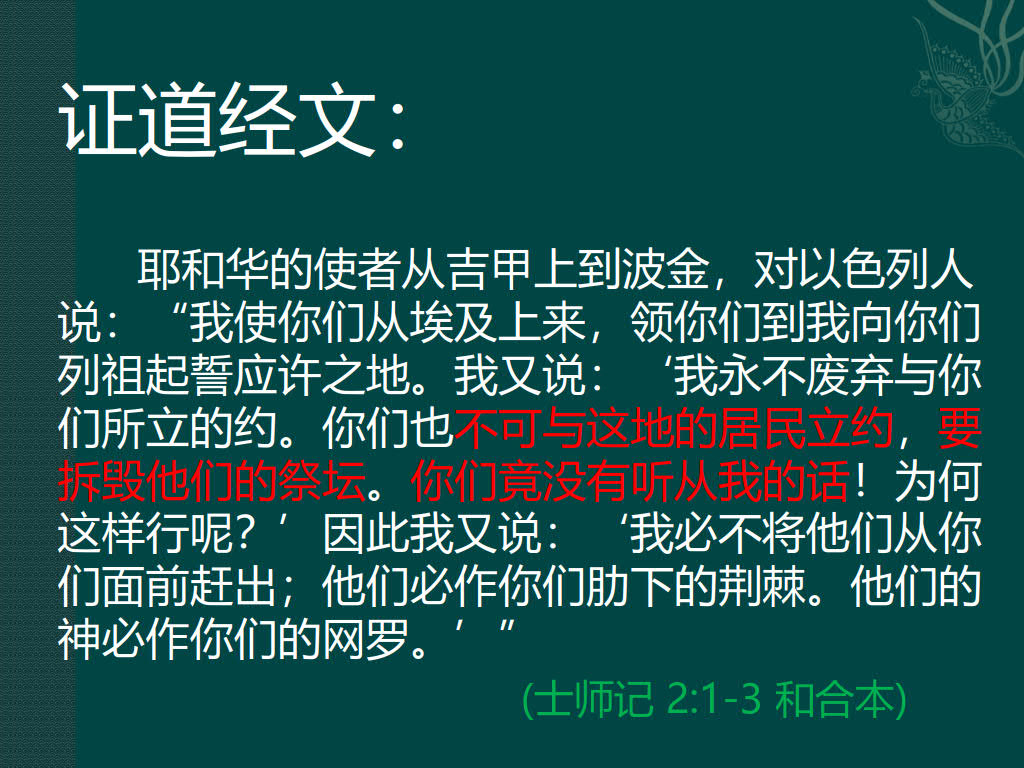 证道经文：
耶和华的使者从吉甲上到波金，对以色列人
说：“我使你们从埃及上来，领你们到我向你们
列祖起誓应许之地。我又说：‘我永不废弃与你
们所立的约。你们也不可与这地的居民立约，要
拆毁他们的祭坛。你们竟没有听从我的话！为何
这样行呢？’因此我又说：‘我必不将他们从你
们面前赶出；他们必作你们肋下的荆棘。他们的
神必作你们的网罗。’”
(士师记 2:1-3 和合本)